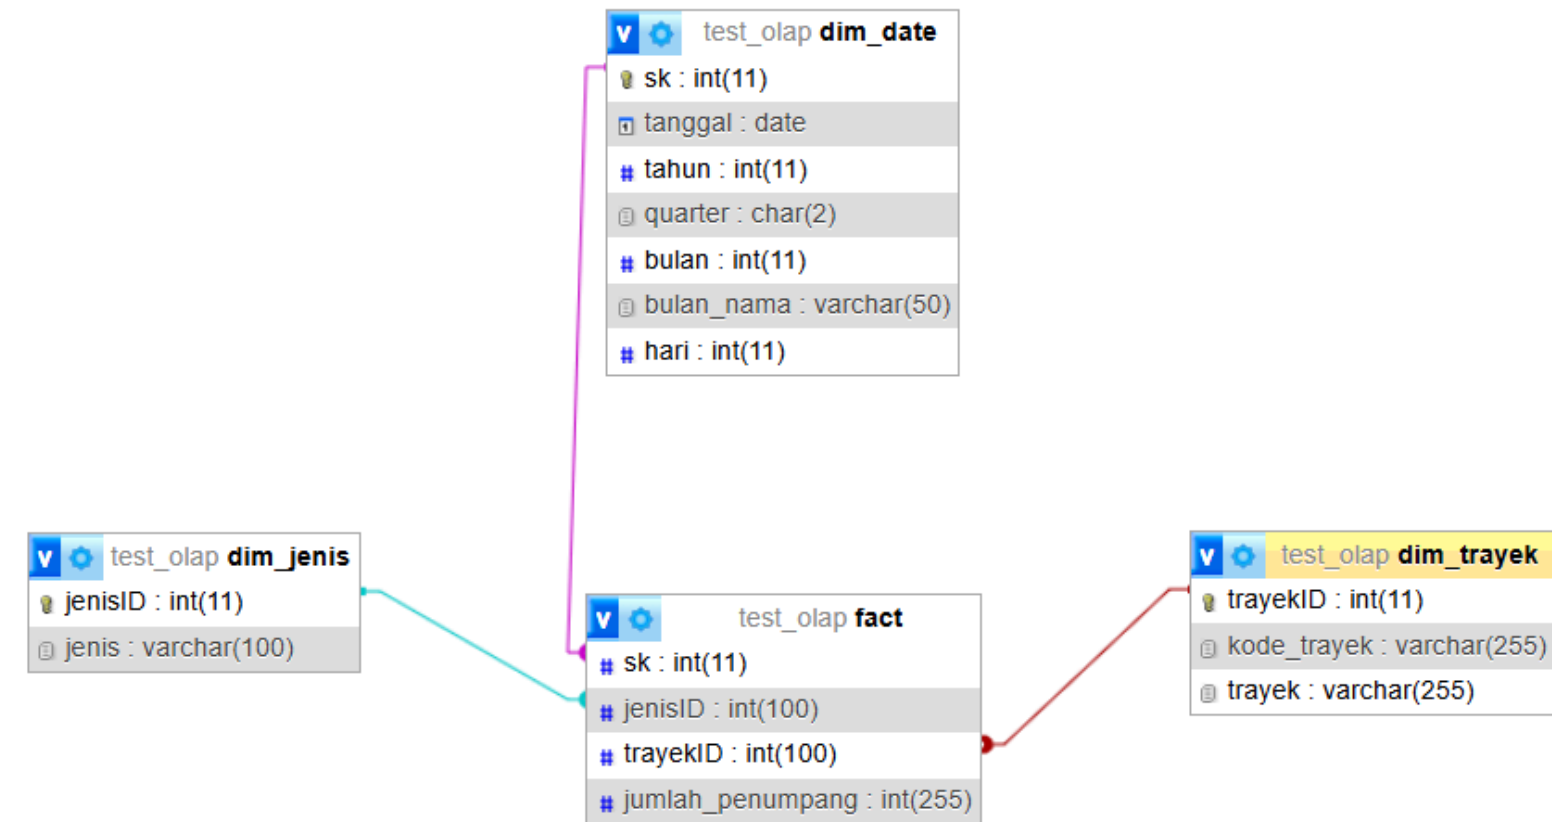 v test_olap dim_date
sk : int(11)
tanggal : date
# tahun : int(11)
quarter : char(2)
# bulan : int(11)
bulan_nama : varchar(50)
# hari : int(11)
v test_olap dim_jenis
jenisID : int(11)
jenis : varchar(100)
v test_olap fact
# sk : int(11)
# jenisID : int(100)
# trayekID : int(100)
# jumlah_penumpang : int(255)
v test_olap dim_trayek
trayekID : int(11)
kode_trayek : varchar(255)
trayek : varchar(255)